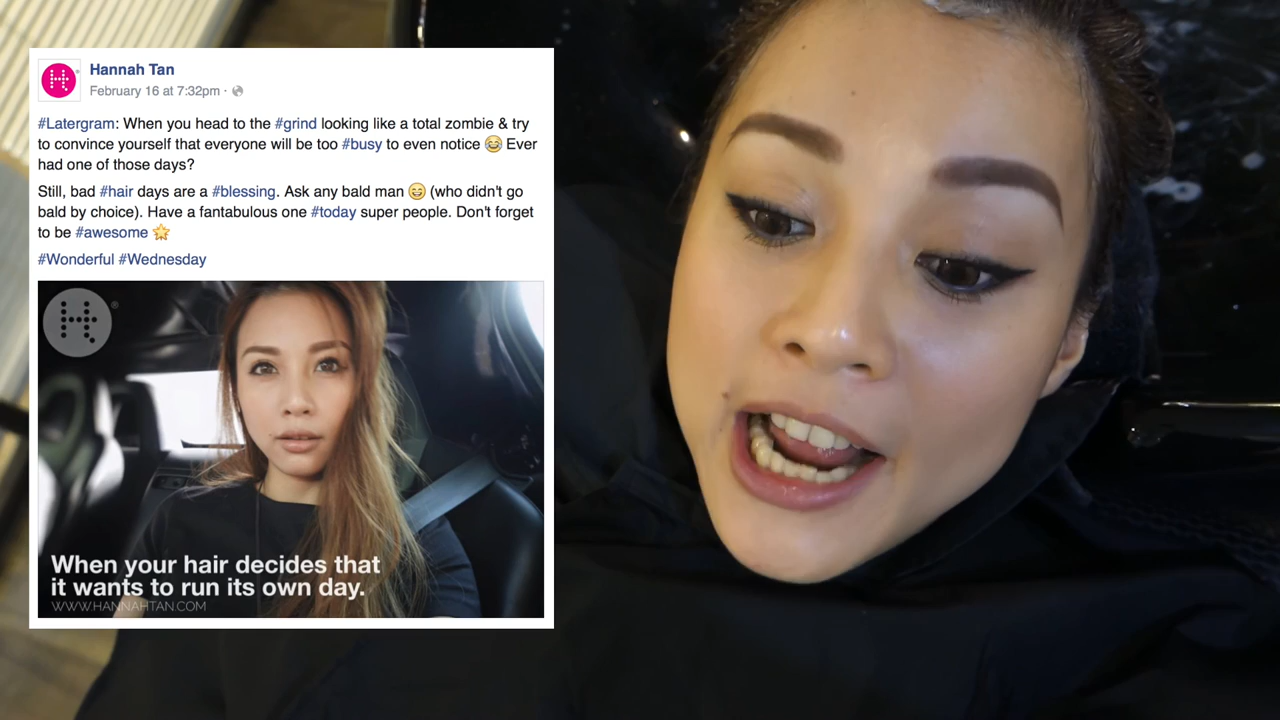 Hannah Tan
February 16 at 7:32pm ·
#Latergram: When you head to the #grind looking like a total zombie & try
to convince yourself that everyone will be too #busy to even notice 😂 Ever
had one of those days?
Still, bad #hair days are a #blessing. Ask any bald man 😄 (who didn't go
bald by choice). Have a fantabulous one #today super people. Don't forget
to be #awesome 🌟
#Wonderful #Wednesday
H
®
When your hair decides that
it wants to run its own day.
WWW.HANNAHTAN.COM